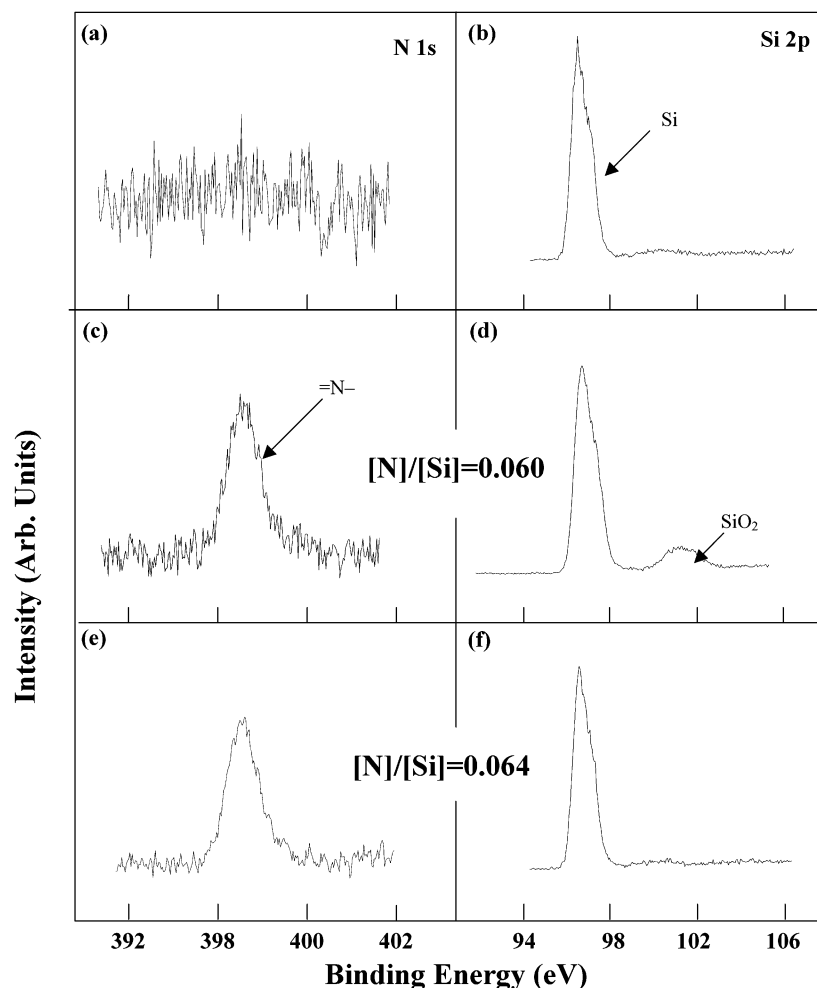 (a)
N 1s
(b)
Si 2p
Si
(c)
=N–
(d)
[N]/[Si]=0.060
SiO2
(e)
(f)
[N]/[Si]=0.064
Intensity (Arb. Units)
392 398 400 402 94 98 102 106
Binding Energy (eV)